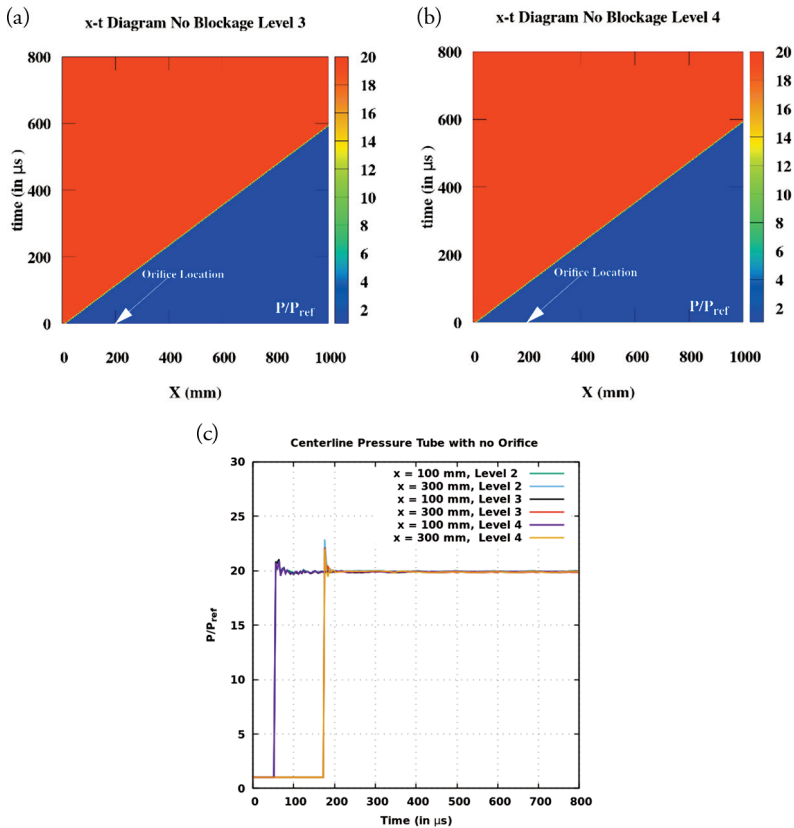 (a)
x-t Diagram No Blockage Level 3
800
600
400
200
0
time (in μs )
0 200 400 600 800 1000
X (mm)
Orifice Location
P/Pref
20
18
16
14
12
10
8
6
4
2
(b)
x-t Diagram No Blockage Level 4
800
600
400
200
0
time (in μs )
0 200 400 600 800 1000
X (mm)
Orifice Location
P/Pref
20
18
16
14
12
10
8
6
4
2
(c)
Centerline Pressure Tube with no Orifice
30
25
20
15
10
5
0
P/Pref
x = 100 mm, Level 2
x = 300 mm, Level 2
x = 100 mm, Level 3
x = 300 mm, Level 3
x = 100 mm, Level 4
x = 300 mm, Level 4
0 100 200 300 400 500 600 700 800
Time (in μs)